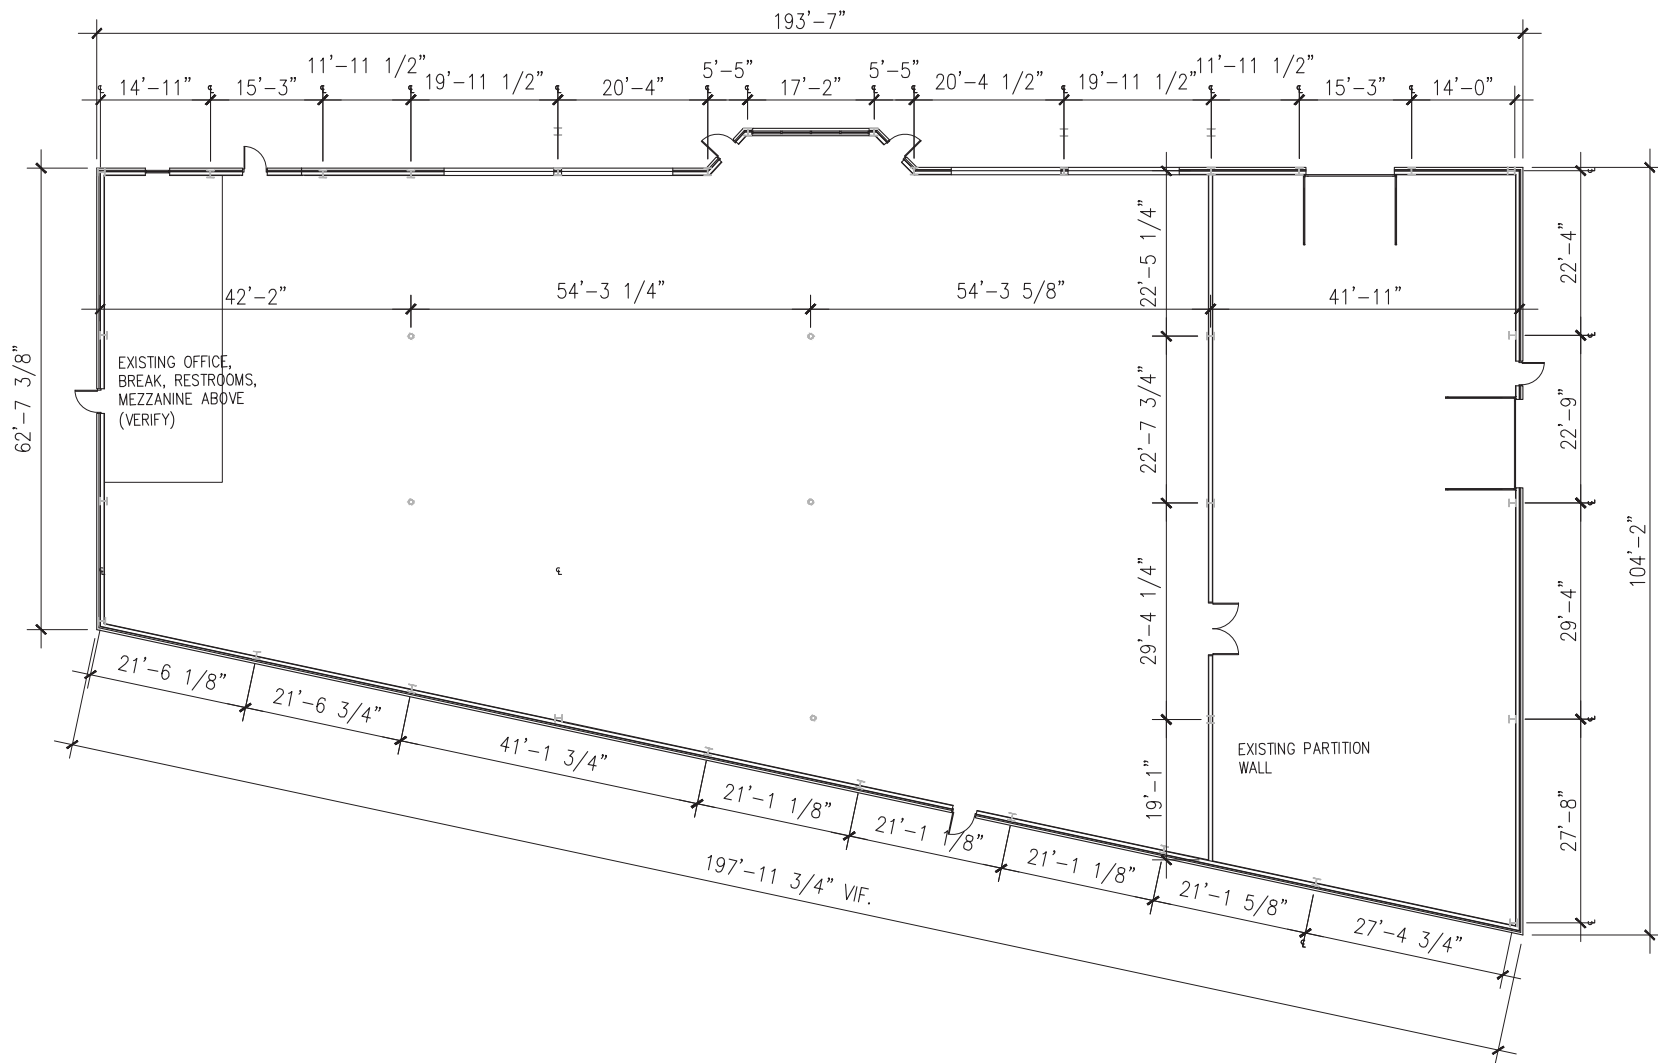 193'-7"
11'-11 1/2" 5'-5" 5'-5" 11'-11 1/2"
14'-11" 15'-3" 19'-11 1/2" 20'-4" 17'-2" 20'-4 1/2" 19'-11 1/2" 15'-3" 14'-0"
℄ ℄ ℄ ℄ ℄ ℄ ℄ ℄ ℄ ℄ ℄ ℄ ℄
℄
22'-5 1/4"
22'-4"
42'-2" 54'-3 1/4" 54'-3 5/8" 41'-11"
℄
EXISTING OFFICE,
BREAK, RESTROOMS,
MEZZANINE ABOVE
(VERIFY)
62'-7 3/8"
22'-7 3/4"
22'-9"
℄
104'-2"
℄ ℄
29'-4 1/4"
29'-4"
℄
EXISTING PARTITION
WALL
19'-1"
27'-8"
℄
21'-6 1/8"
21'-6 3/4"
41'-1 3/4"
21'-1 1/8"
21'-1 1/8"
21'-1 1/8"
21'-1 5/8"
27'-4 3/4"
℄
197'-11 3/4" VIF.